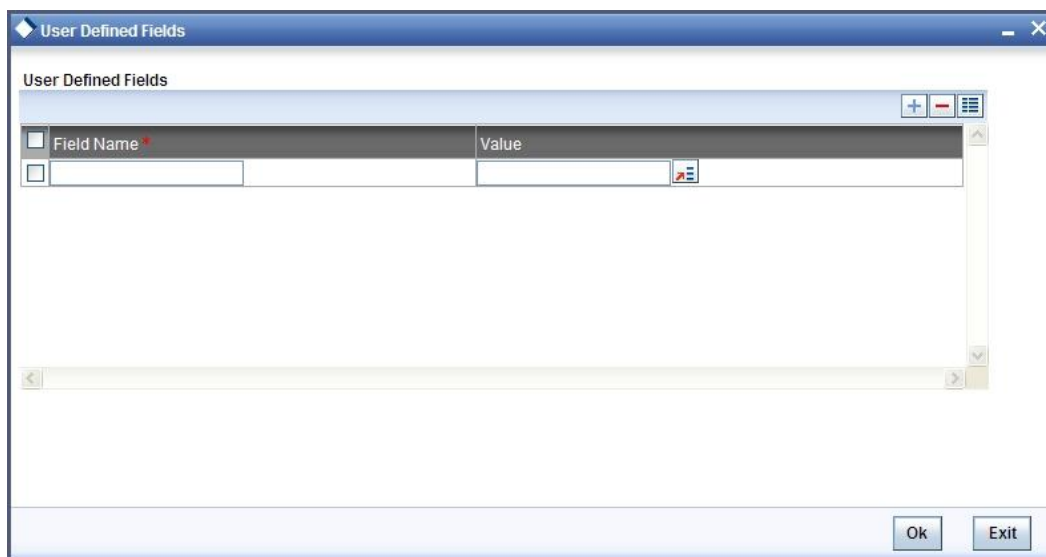 User Defined Fields
User Defined Fields
Field Name * Value
Ok Exit